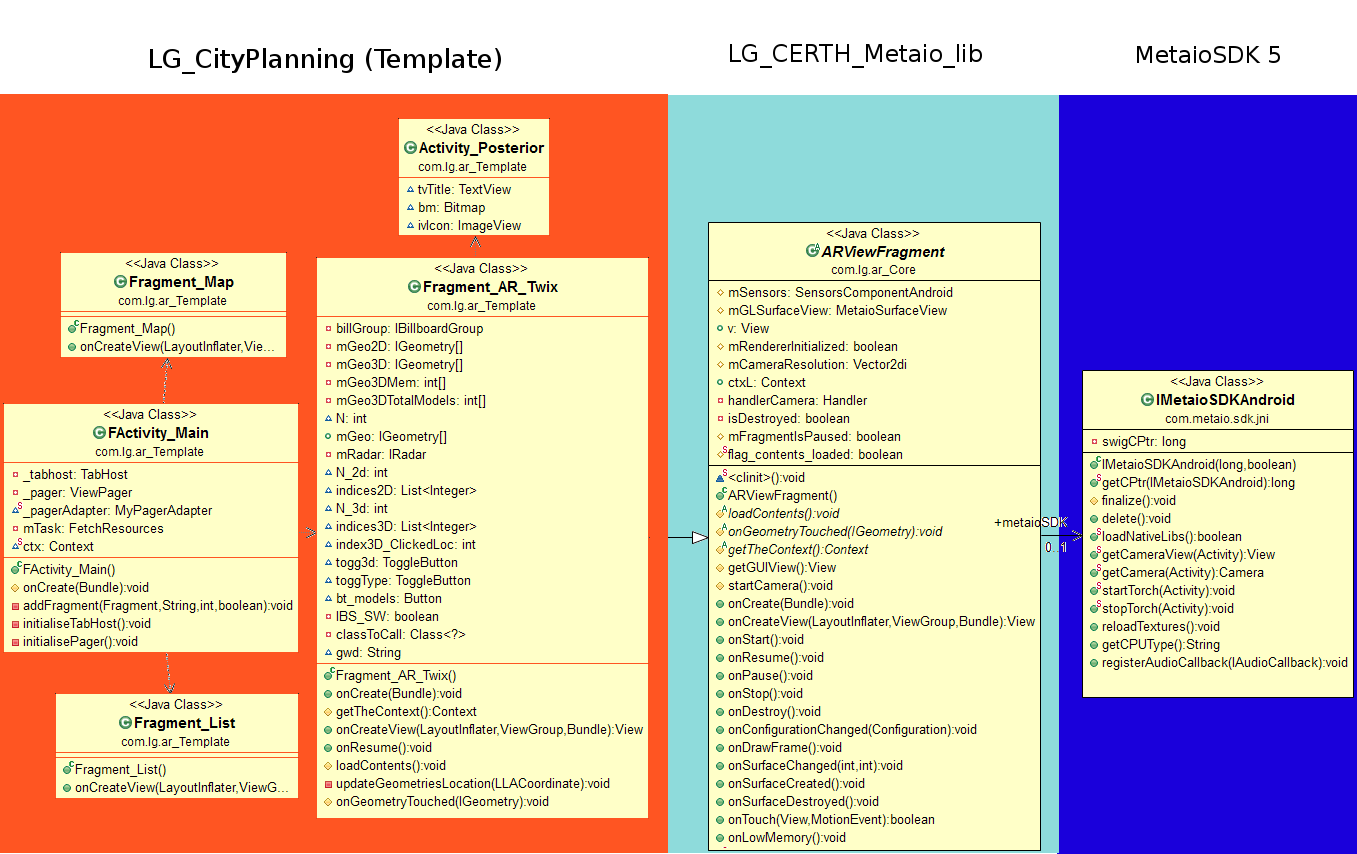 LG_CityPlanning (Template)
LG_CERTH_Metaio_lib
MetaioSDK 5
<<Java Class>>
Activity_Posterior
com.lg.ar_Template
tvTitle: TextView
bm: Bitmap
ivIcon: ImageView
<<Java Class>>
Fragment_Map
com.lg.ar_Template
Fragment_Map()
onCreateView(LayoutInflater,Vie...
<<Java Class>>
FActivity_Main
com.lg.ar_Template
_tabhost: TabHost
_pager: ViewPager
_pagerAdapter: MyPagerAdapter
mTask: FetchResources
ctx: Context
FActivity_Main()
onCreate(Bundle):void
addFragment(Fragment,String,int,boolean):void
initialiseTabHost():void
initialisePager():void
<<Java Class>>
Fragment_List
com.lg.ar_Template
Fragment_List()
onCreateView(LayoutInflater,ViewG...
<<Java Class>>
Fragment_AR_Twix
com.lg.ar_Template
billGroup: IBillboardGroup
mGeo2D: IGeometry[]
mGeo3D: IGeometry[]
mGeo3DMem: int[]
mGeo3DTotalModels: int[]
N: int
mGeo: IGeometry[]
mRadar: IRadar
N_2d: int
indices2D: List<Integer>
N_3d: int
indices3D: List<Integer>
index3D_ClickedLoc: int
togg3d: ToggleButton
toggType: ToggleButton
bt_models: Button
IBS_SW: boolean
classToCall: Class<?>
gwd: String
Fragment_AR_Twix()
onCreate(Bundle):void
getTheContext():Context
onCreateView(LayoutInflater,ViewGroup,Bundle):View
onResume():void
loadContents():void
updateGeometriesLocation(LLACoordinate):void
onGeometryTouched(IGeometry):void
<<Java Class>>
ARViewFragment
com.lg.ar_Core
mSensors: SensorsComponentAndroid
mGLSurfaceView: MetaioSurfaceView
v: View
mRendererInitialized: boolean
mCameraResolution: Vector2di
ctxL: Context
handlerCamera: Handler
isDestroyed: boolean
mFragmentIsPaused: boolean
flag_contents_loaded: boolean
<clinit>():void
ARViewFragment()
loadContents():void
onGeometryTouched(IGeometry):void
getTheContext():Context
getGUIView():View
startCamera():void
onCreate(Bundle):void
onCreateView(LayoutInflater,ViewGroup,Bundle):View
onStart():void
onResume():void
onPause():void
onStop():void
onDestroy():void
onConfigurationChanged(Configuration):void
onDrawFrame():void
onSurfaceChanged(int,int):void
onSurfaceCreated():void
onSurfaceDestroyed():void
onTouch(View,MotionEvent):boolean
onLowMemory():void
+metaioSDK
0..1
<<Java Class>>
IMetaioSDKAndroid
com.metaio.sdk.jni
swigCPtr: long
IMetaioSDKAndroid(long,boolean)
getCPtr(IMetaioSDKAndroid):long
finalize():void
delete():void
loadNativeLibs():boolean
getCameraView(Activity):View
getCamera(Activity):Camera
startTorch(Activity):void
stopTorch(Activity):void
reloadTextures():void
getCPUType():String
registerAudioCallback(IAudioCallback):void